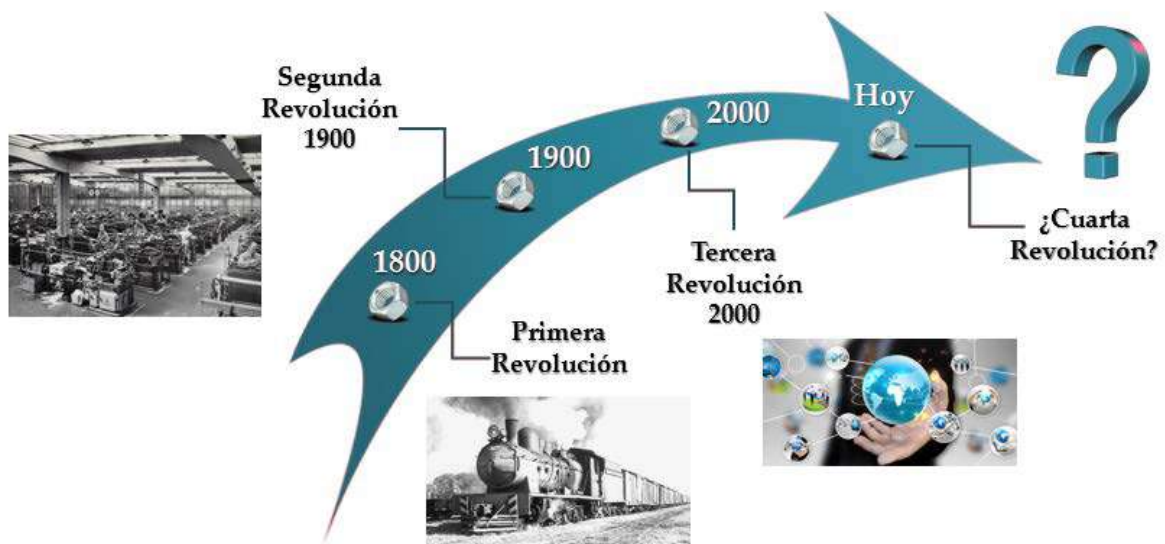 Segunda
Revolución
1900
1800
Primera
Revolución
1900
2000
Tercera
Revolución
2000
Hoy
¿Cuarta
Revolución?
?